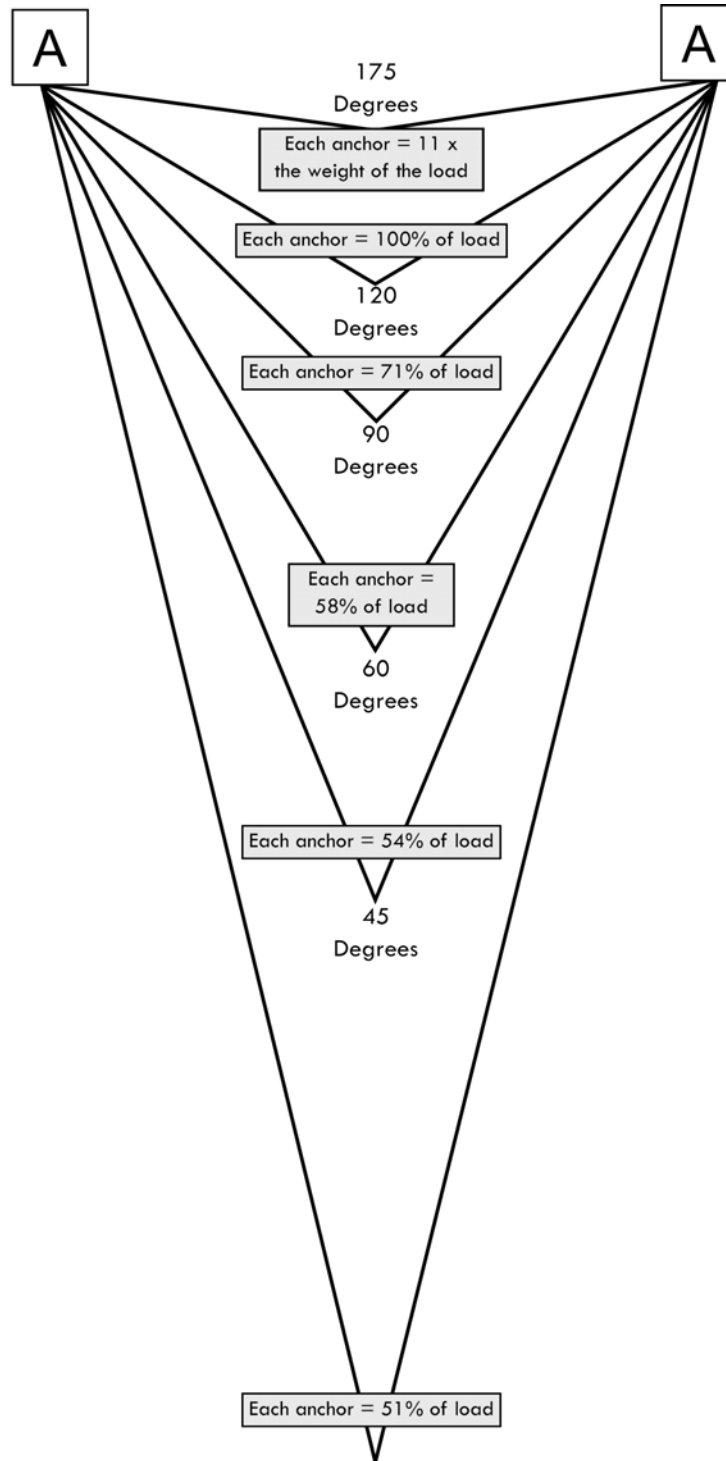 A
A
175
Degrees
Each anchor = 11 x
the weight of the load
Each anchor = 100% of load
120
Degrees
Each anchor = 71% of load
90
Degrees
Each anchor =
58% of load
60
Degrees
Each anchor = 54% of load
45
Degrees
Each anchor = 51% of load